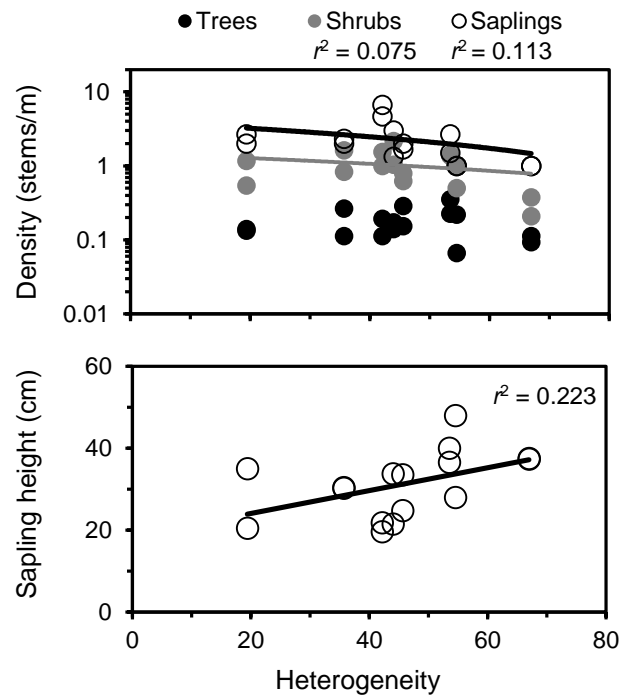 Trees Shrubs Saplings
r² = 0.075 r² = 0.113
10
1
0.1
0.01
Density (stems/m)
60
40
20
0
Sapling height (cm)
r² = 0.223
0 20 40 60 80
Heterogeneity